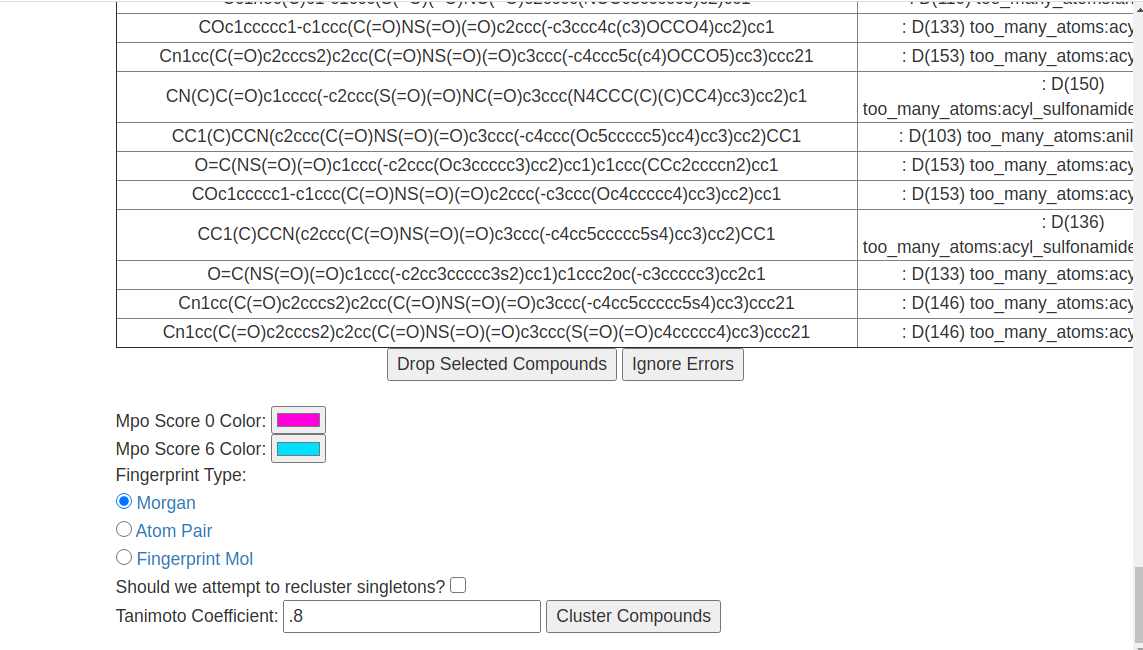 COc1ccccc1-c1ccc(C(=O)NS(=O)(=O)c2ccc(-c3ccc4c(c3)OCCO4)cc2)cc1 : D(133) too_many_atoms:acy
Cn1cc(C(=O)c2cccs2)c2cc(C(=O)NS(=O)(=O)c3ccc(-c4ccc5c(c4)OCCO5)cc3)ccc21 : D(153) too_many_atoms:acy
CN(C)C(=O)c1cccc(-c2ccc(S(=O)(=O)NC(=O)c3ccc(N4CCC(C)(C)CC4)cc3)cc2)c1 : D(150)
too_many_atoms:acyl_sulfonamide
CC1(C)CCN(c2ccc(C(=O)NS(=O)(=O)c3ccc(-c4ccc(Oc5ccccc5)cc4)cc3)cc2)CC1 : D(103) too_many_atoms:anil
O=C(NS(=O)(=O)c1ccc(-c2ccc(Oc3ccccc3)cc2)cc1)c1ccc(CCc2ccccn2)cc1 : D(153) too_many_atoms:acy
COc1ccccc1-c1ccc(C(=O)NS(=O)(=O)c2ccc(-c3ccc(Oc4ccccc4)cc3)cc2)cc1 : D(153) too_many_atoms:acy
CC1(C)CCN(c2ccc(C(=O)NS(=O)(=O)c3ccc(-c4cc5ccccc5s4)cc3)cc2)CC1 : D(136)
too_many_atoms:acyl_sulfonamide
O=C(NS(=O)(=O)c1ccc(-c2cc3ccccc3s2)cc1)c1ccc2oc(-c3ccccc3)cc2c1 : D(133) too_many_atoms:acy
Cn1cc(C(=O)c2cccs2)c2cc(C(=O)NS(=O)(=O)c3ccc(-c4cc5ccccc5s4)cc3)ccc21 : D(146) too_many_atoms:acy
Cn1cc(C(=O)c2cccs2)c2cc(C(=O)NS(=O)(=O)c3ccc(S(=O)(=O)c4ccccc4)cc3)ccc21 : D(146) too_many_atoms:acy
Drop Selected Compounds Ignore Errors
Mpo Score 0 Color:
Mpo Score 6 Color:
Fingerprint Type:
Morgan
Atom Pair
Fingerprint Mol
Should we attempt to recluster singletons?
Tanimoto Coefficient: .8 Cluster Compounds